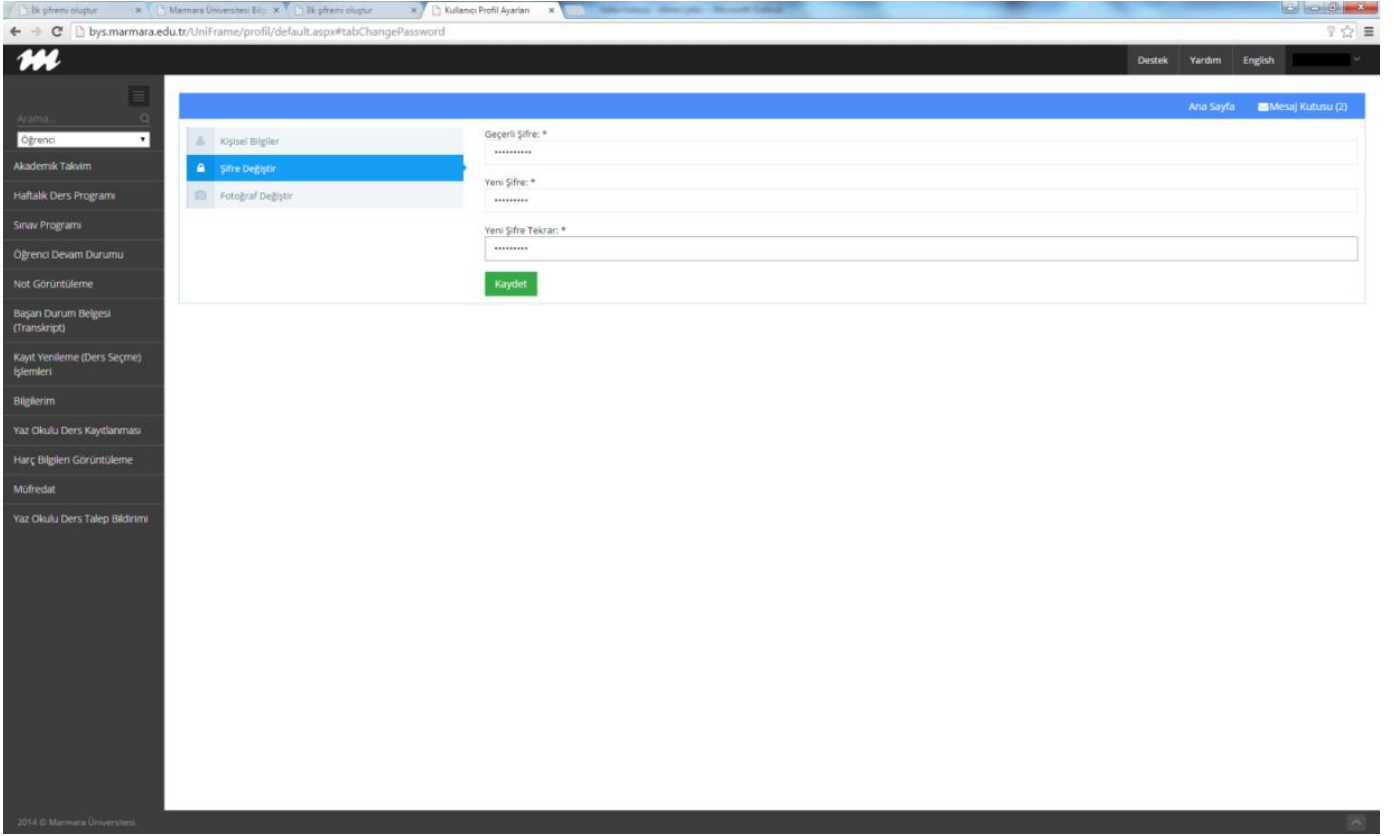 İlk şifremi oluştur
Marmara Üniversitesi Bilgi
İlk şifremi oluştur
Kullanıcı Profil Ayarları
bys.marmara.edu.tr/UniFrame/profil/default.aspx#tabChangePassword
m
Destek Yardım English
Arama...
Ana Sayfa Mesaj Kutusu (2)
Öğrenci
Akademik Takvim
Haftalık Ders Programı
Sınav Programı
Öğrenci Devam Durumu
Not Görüntüleme
Başarı Durum Belgesi
(Transkript)
Kayıt Yenileme (Ders Seçme)
İşlemleri
Bilgilerim
Yaz Okulu Ders Kayıtlanması
Harç Bilgileri Görüntüleme
Müfredat
Yaz Okulu Ders Talep Bildirimi
Kişisel Bilgiler
Şifre Değiştir
Fotoğraf Değiştir
Geçerli Şifre: *
••••••••••
Yeni Şifre: *
•••••••••
Yeni Şifre Tekrar: *
•••••••••
Kaydet
2014 © Marmara Üniversitesi.